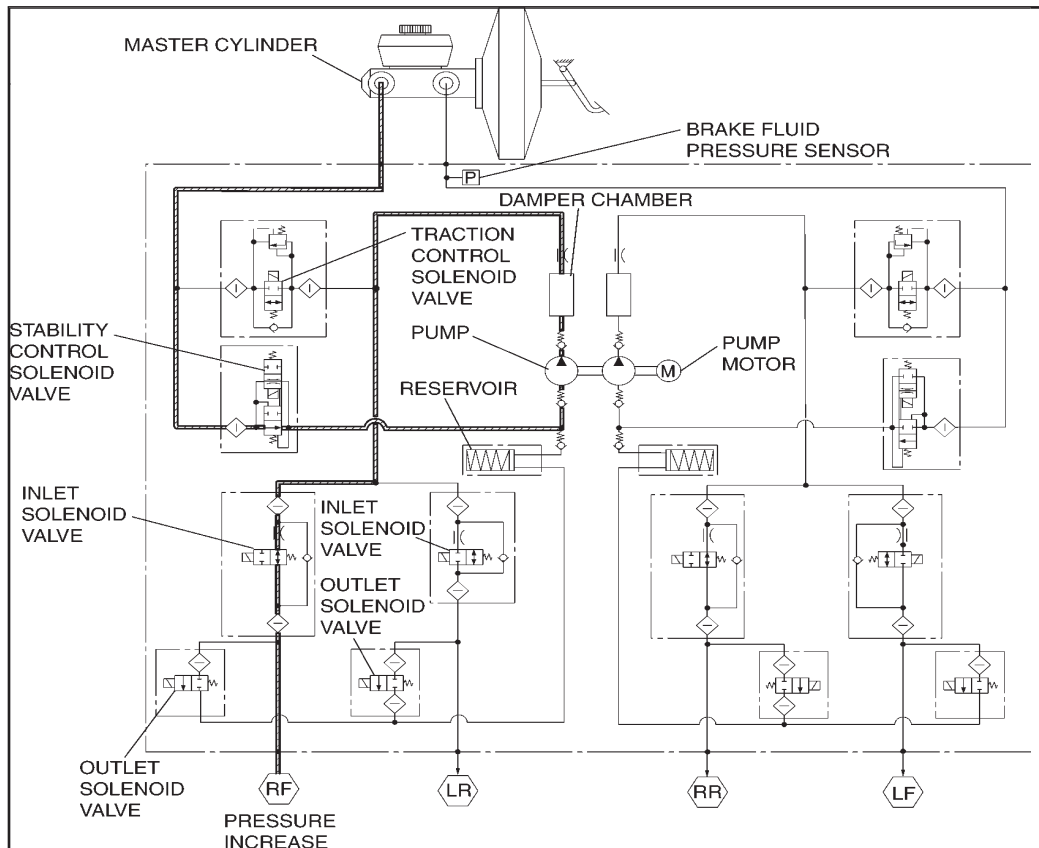 MASTER CYLINDER
BRAKE FLUID
PRESSURE SENSOR
P
DAMPER CHAMBER
TRACTION
CONTROL
SOLENOID
VALVE
STABILITY
CONTROL
SOLENOID
VALVE
PUMP
PUMP
MOTOR
M
RESERVOIR
INLET
SOLENOID
VALVE
INLET
SOLENOID
VALVE
OUTLET
SOLENOID
VALVE
OUTLET
SOLENOID
VALVE
RF
LR
RR
LF
PRESSURE
INCREASE